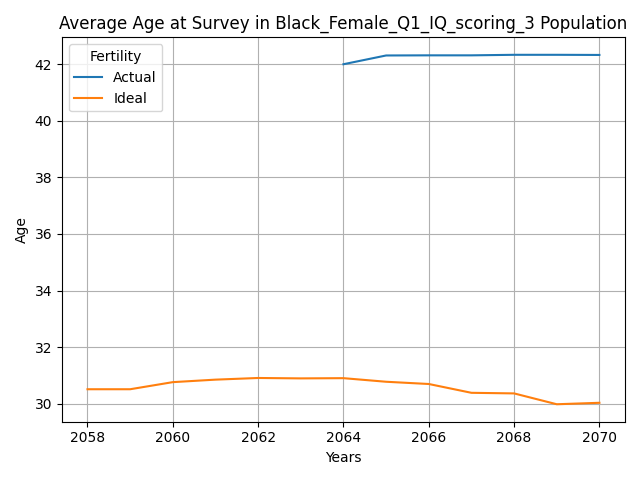 Average Age at Survey in Black_Female_Q1_IQ_scoring_3 Population
Fertility
Actual
Ideal
Age
42
40
38
36
34
32
30
2058 2060 2062 2064 2066 2068 2070
Years